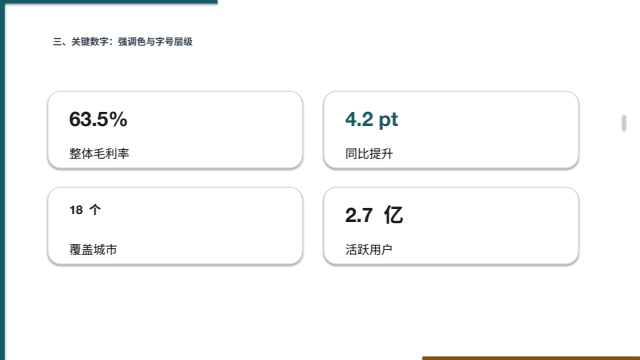 三、关键数字：强调色与字号层级
63.5%
整体毛利率
4.2 pt
同比提升
18 个
覆盖城市
2.7 亿
活跃用户